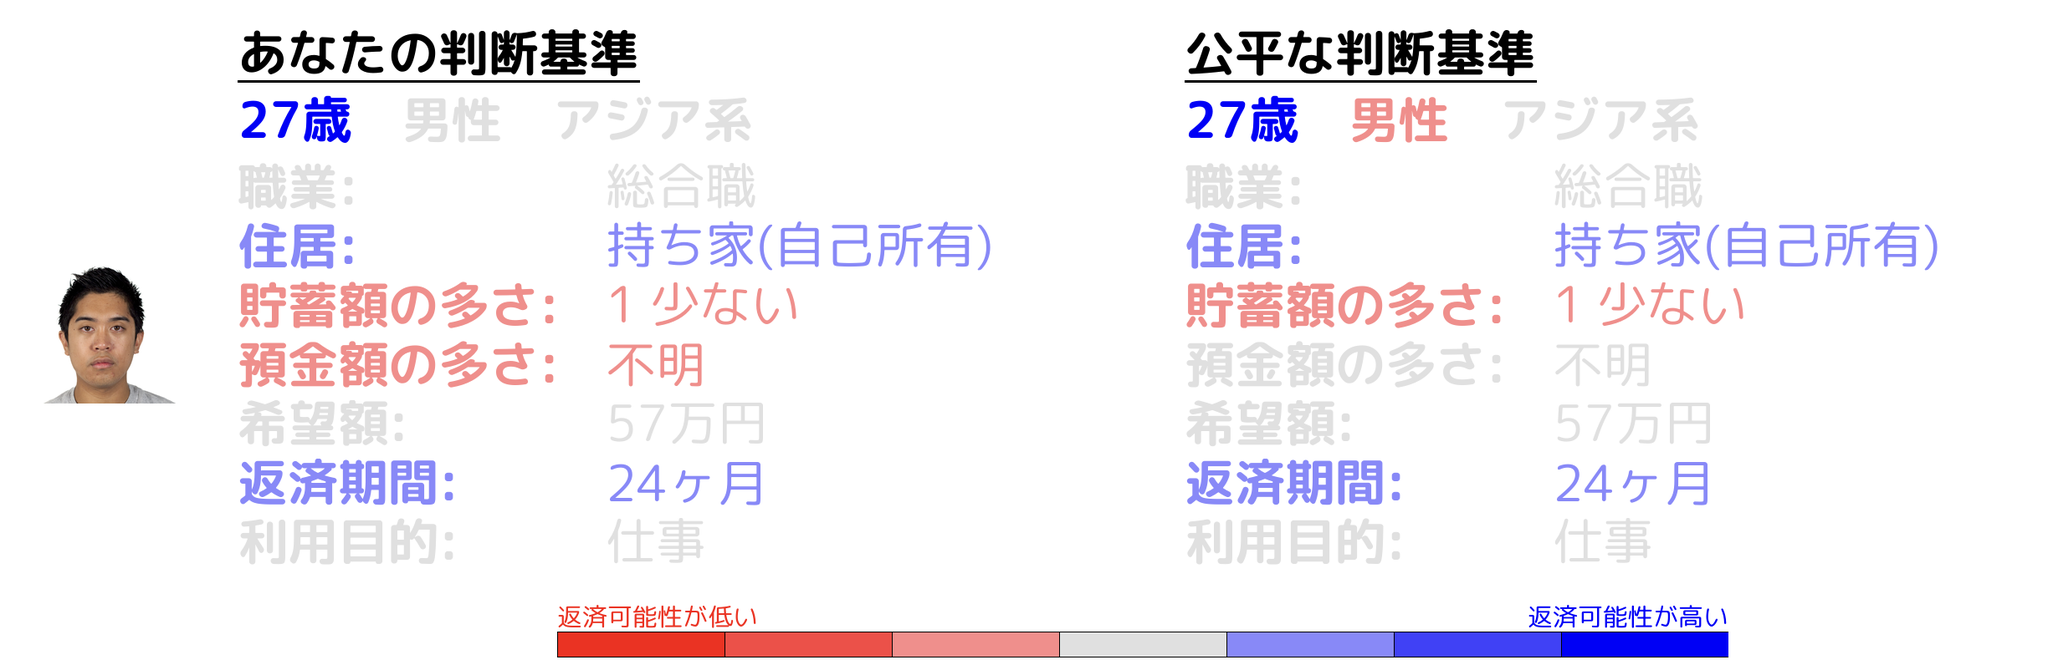 あなたの判断基準
27歳 男性 アジア系
職業: 総合職
住居: 持ち家(自己所有)
貯蓄額の多さ: 1 少ない
預金額の多さ: 不明
希望額: 57万円
返済期間: 24ヶ月
利用目的: 仕事
公平な判断基準
27歳 男性 アジア系
職業: 総合職
住居: 持ち家(自己所有)
貯蓄額の多さ: 1 少ない
預金額の多さ: 不明
希望額: 57万円
返済期間: 24ヶ月
利用目的: 仕事
返済可能性が低い
返済可能性が高い